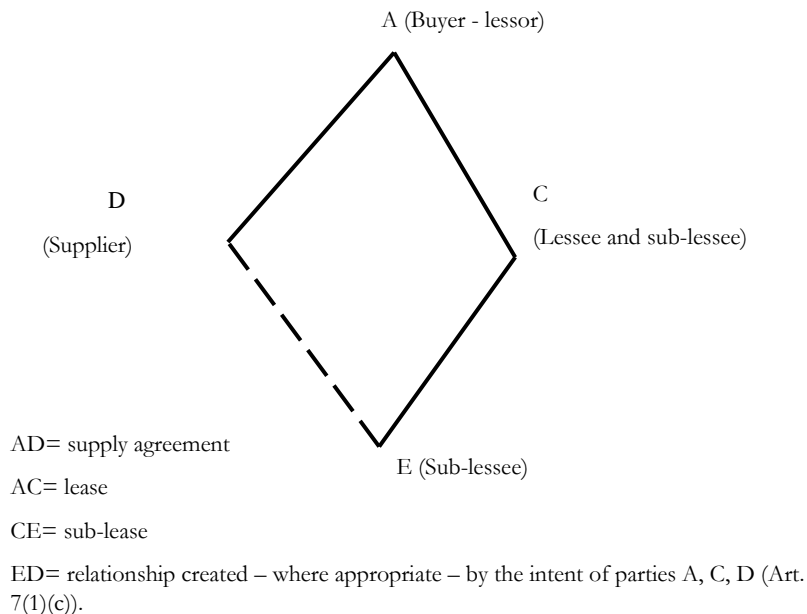 A (Buyer - lessor)
D
(Supplier)
C
(Lessee and sub-lessee)
E (Sub-lessee)
AD= supply agreement
AC= lease
CE= sub-lease
ED= relationship created – where appropriate – by the intent of parties A, C, D (Art.
7(1)(c)).